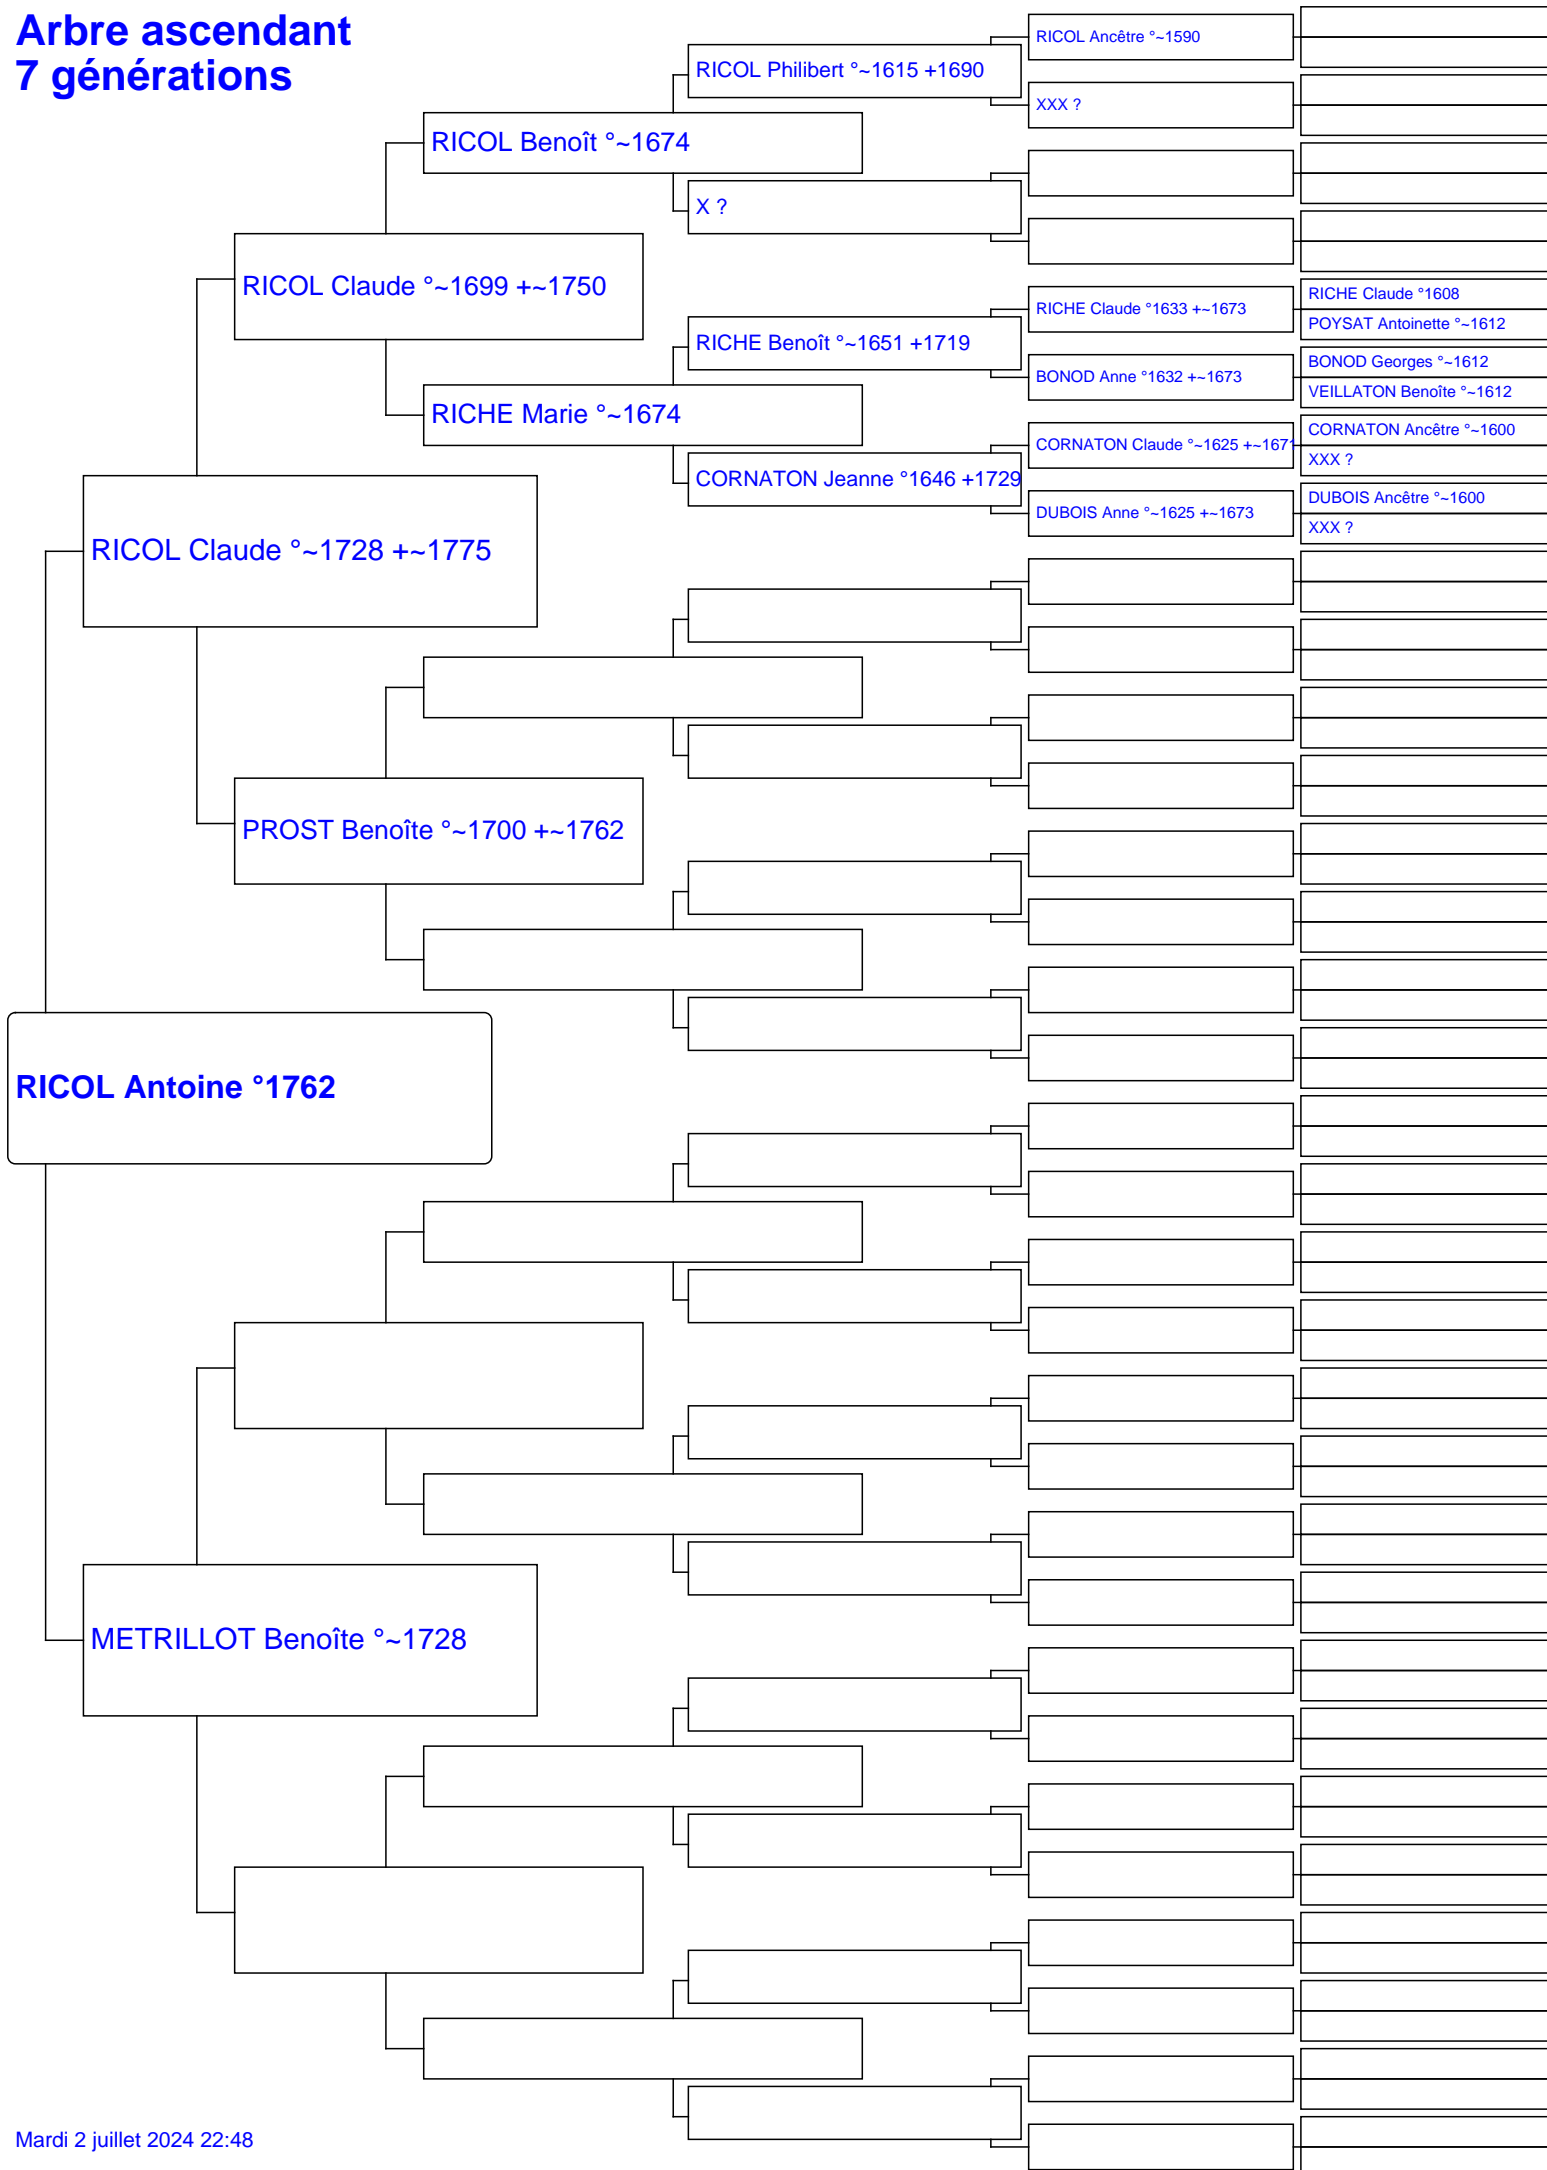 Arbre ascendant
7 générations
RICOL Ancêtre °~1590
RICOL Philibert °~1615 +1690
XXX ?
RICOL Benoît °~1674
X ?
RICOL Claude °~1699 +~1750
RICHE Claude °1608
RICHE Claude °1633 +~1673
POYSAT Antoinette °~1612
RICHE Benoît °~1651 +1719
BONOD Georges °~1612
BONOD Anne °1632 +~1673
VEILLATON Benoîte °~1612
RICHE Marie °~1674
CORNATON Ancêtre °~1600
CORNATON Claude °~1625 +~1671
XXX ?
CORNATON Jeanne °1646 +1729
DUBOIS Ancêtre °~1600
DUBOIS Anne °~1625 +~1673
XXX ?
RICOL Claude °~1728 +~1775
PROST Benoîte °~1700 +~1762
RICOL Antoine °1762
METRILLOT Benoîte °~1728
Mardi 2 juillet 2024 22:48